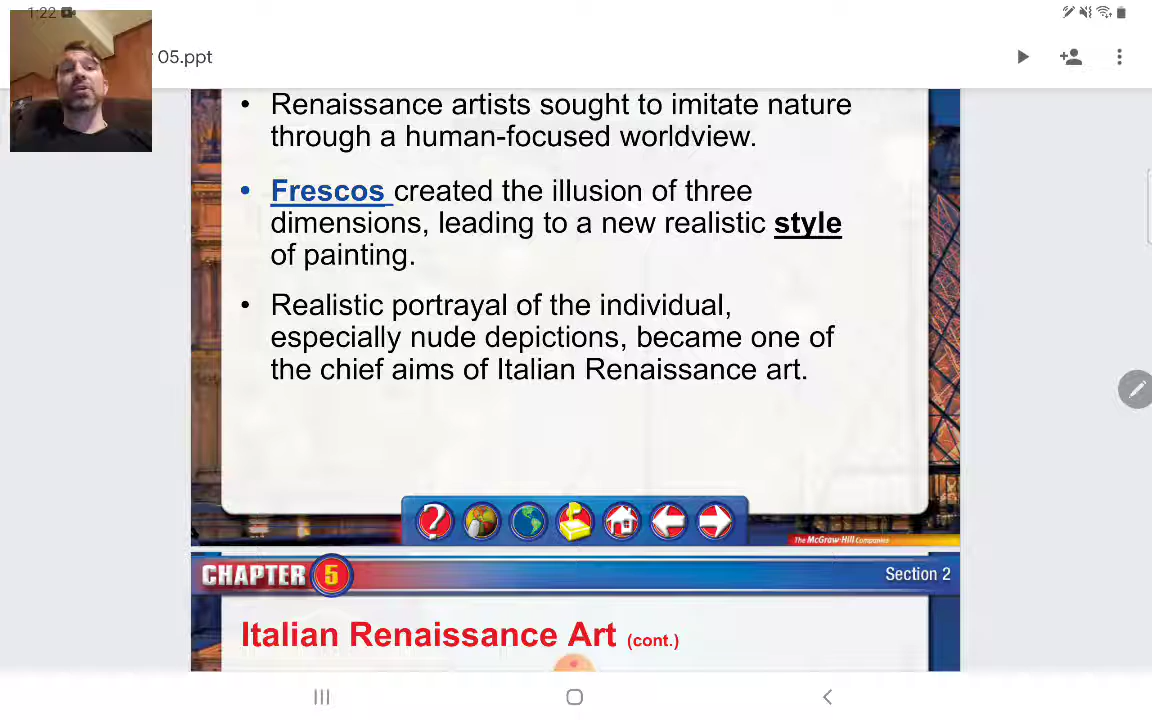 1:22
05.ppt
• Renaissance artists sought to imitate nature
through a human-focused worldview.
• Frescos created the illusion of three
dimensions, leading to a new realistic style
of painting.
• Realistic portrayal of the individual,
especially nude depictions, became one of
the chief aims of Italian Renaissance art.
?
The McGraw-Hill Companies
CHAPTER 5
Section 2
Italian Renaissance Art (cont.)